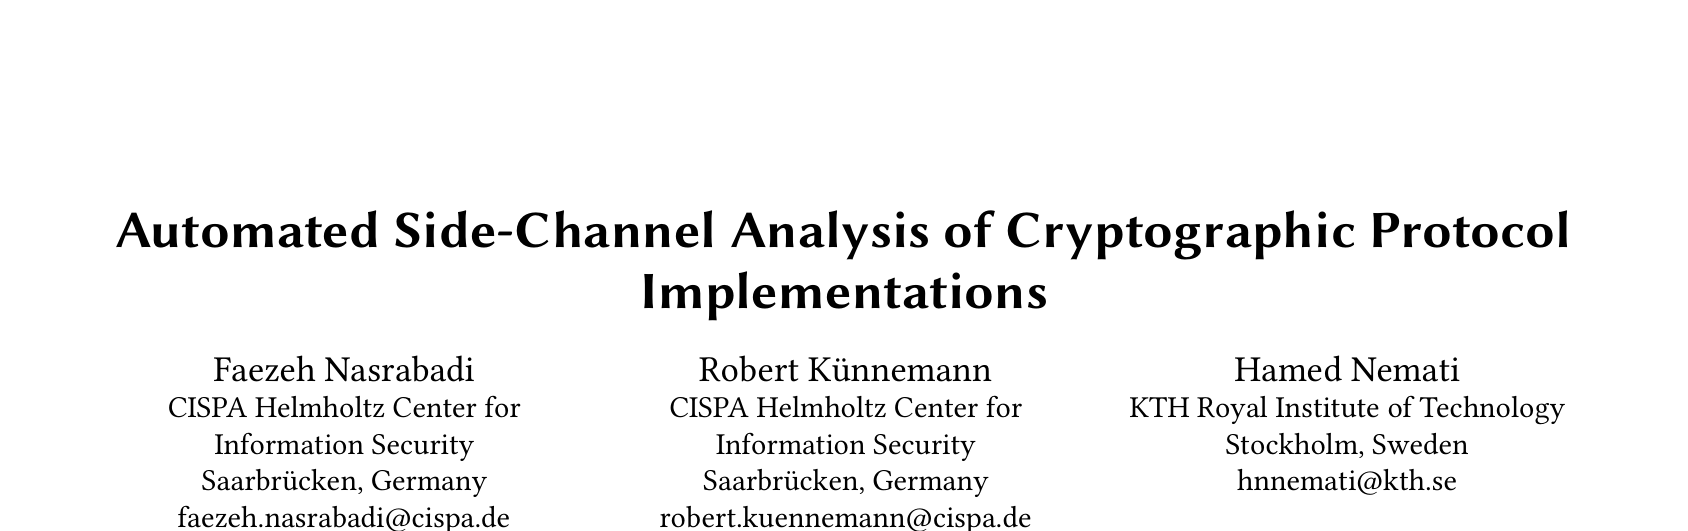 Automated Side-Channel Analysis of Cryptographic Protocol
Implementations
Faezeh Nasrabadi
CISPA Helmholtz Center for
Information Security
Saarbrücken, Germany
faezeh.nasrabadi@cispa.de
Robert Künnemann
CISPA Helmholtz Center for
Information Security
Saarbrücken, Germany
robert.kuennemann@cispa.de
Hamed Nemati
KTH Royal Institute of Technology
Stockholm, Sweden
hnnemati@kth.se